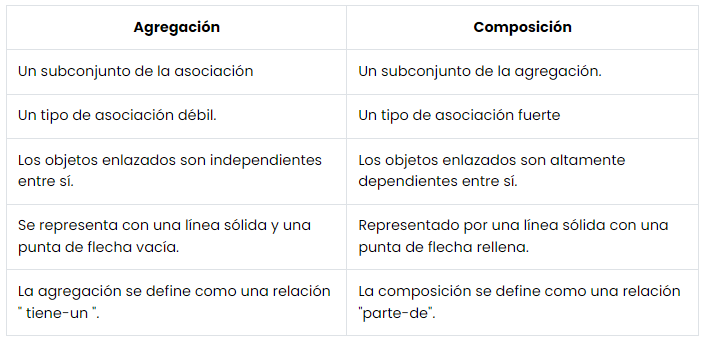 Agregación
Composición
Un subconjunto de la asociación
Un subconjunto de la agregación.
Un tipo de asociación débil.
Un tipo de asociación fuerte
Los objetos enlazados son independientes
entre sí.
Los objetos enlazados son altamente
dependientes entre sí.
Se representa con una línea sólida y una
punta de flecha vacía.
Representado por una línea sólida con una
punta de flecha rellena.
La agregación se define como una relación
" tiene-un ".
La composición se define como una relación
"parte-de".